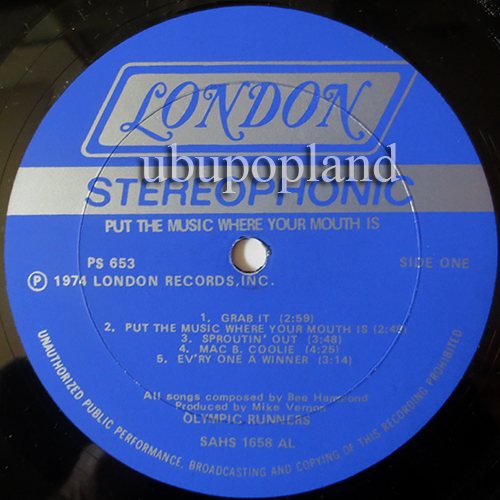 LONDON
ubupopland
STEREOPHONIC
PUT THE MUSIC WHERE YOUR MOUTH IS
PS 653
SIDE ONE
Ⓟ 1974 LONDON RECORDS, INC.
1. GRAB IT (2:59)
2. PUT THE MUSIC WHERE YOUR MOUTH IS (2:48)
3. SPROUTIN' OUT (3:48)
4. MAC B. COOLIE (4:25)
5. EV'RY ONE A WINNER (3:14)
All songs composed by Bee Hammond
Produced by Mike Vernon
OLYMPIC RUNNERS
SAHS 1658 AL
UNAUTHORIZED PUBLIC PERFORMANCE, BROADCASTING AND COPYING OF THIS RECORDING PROHIBITED